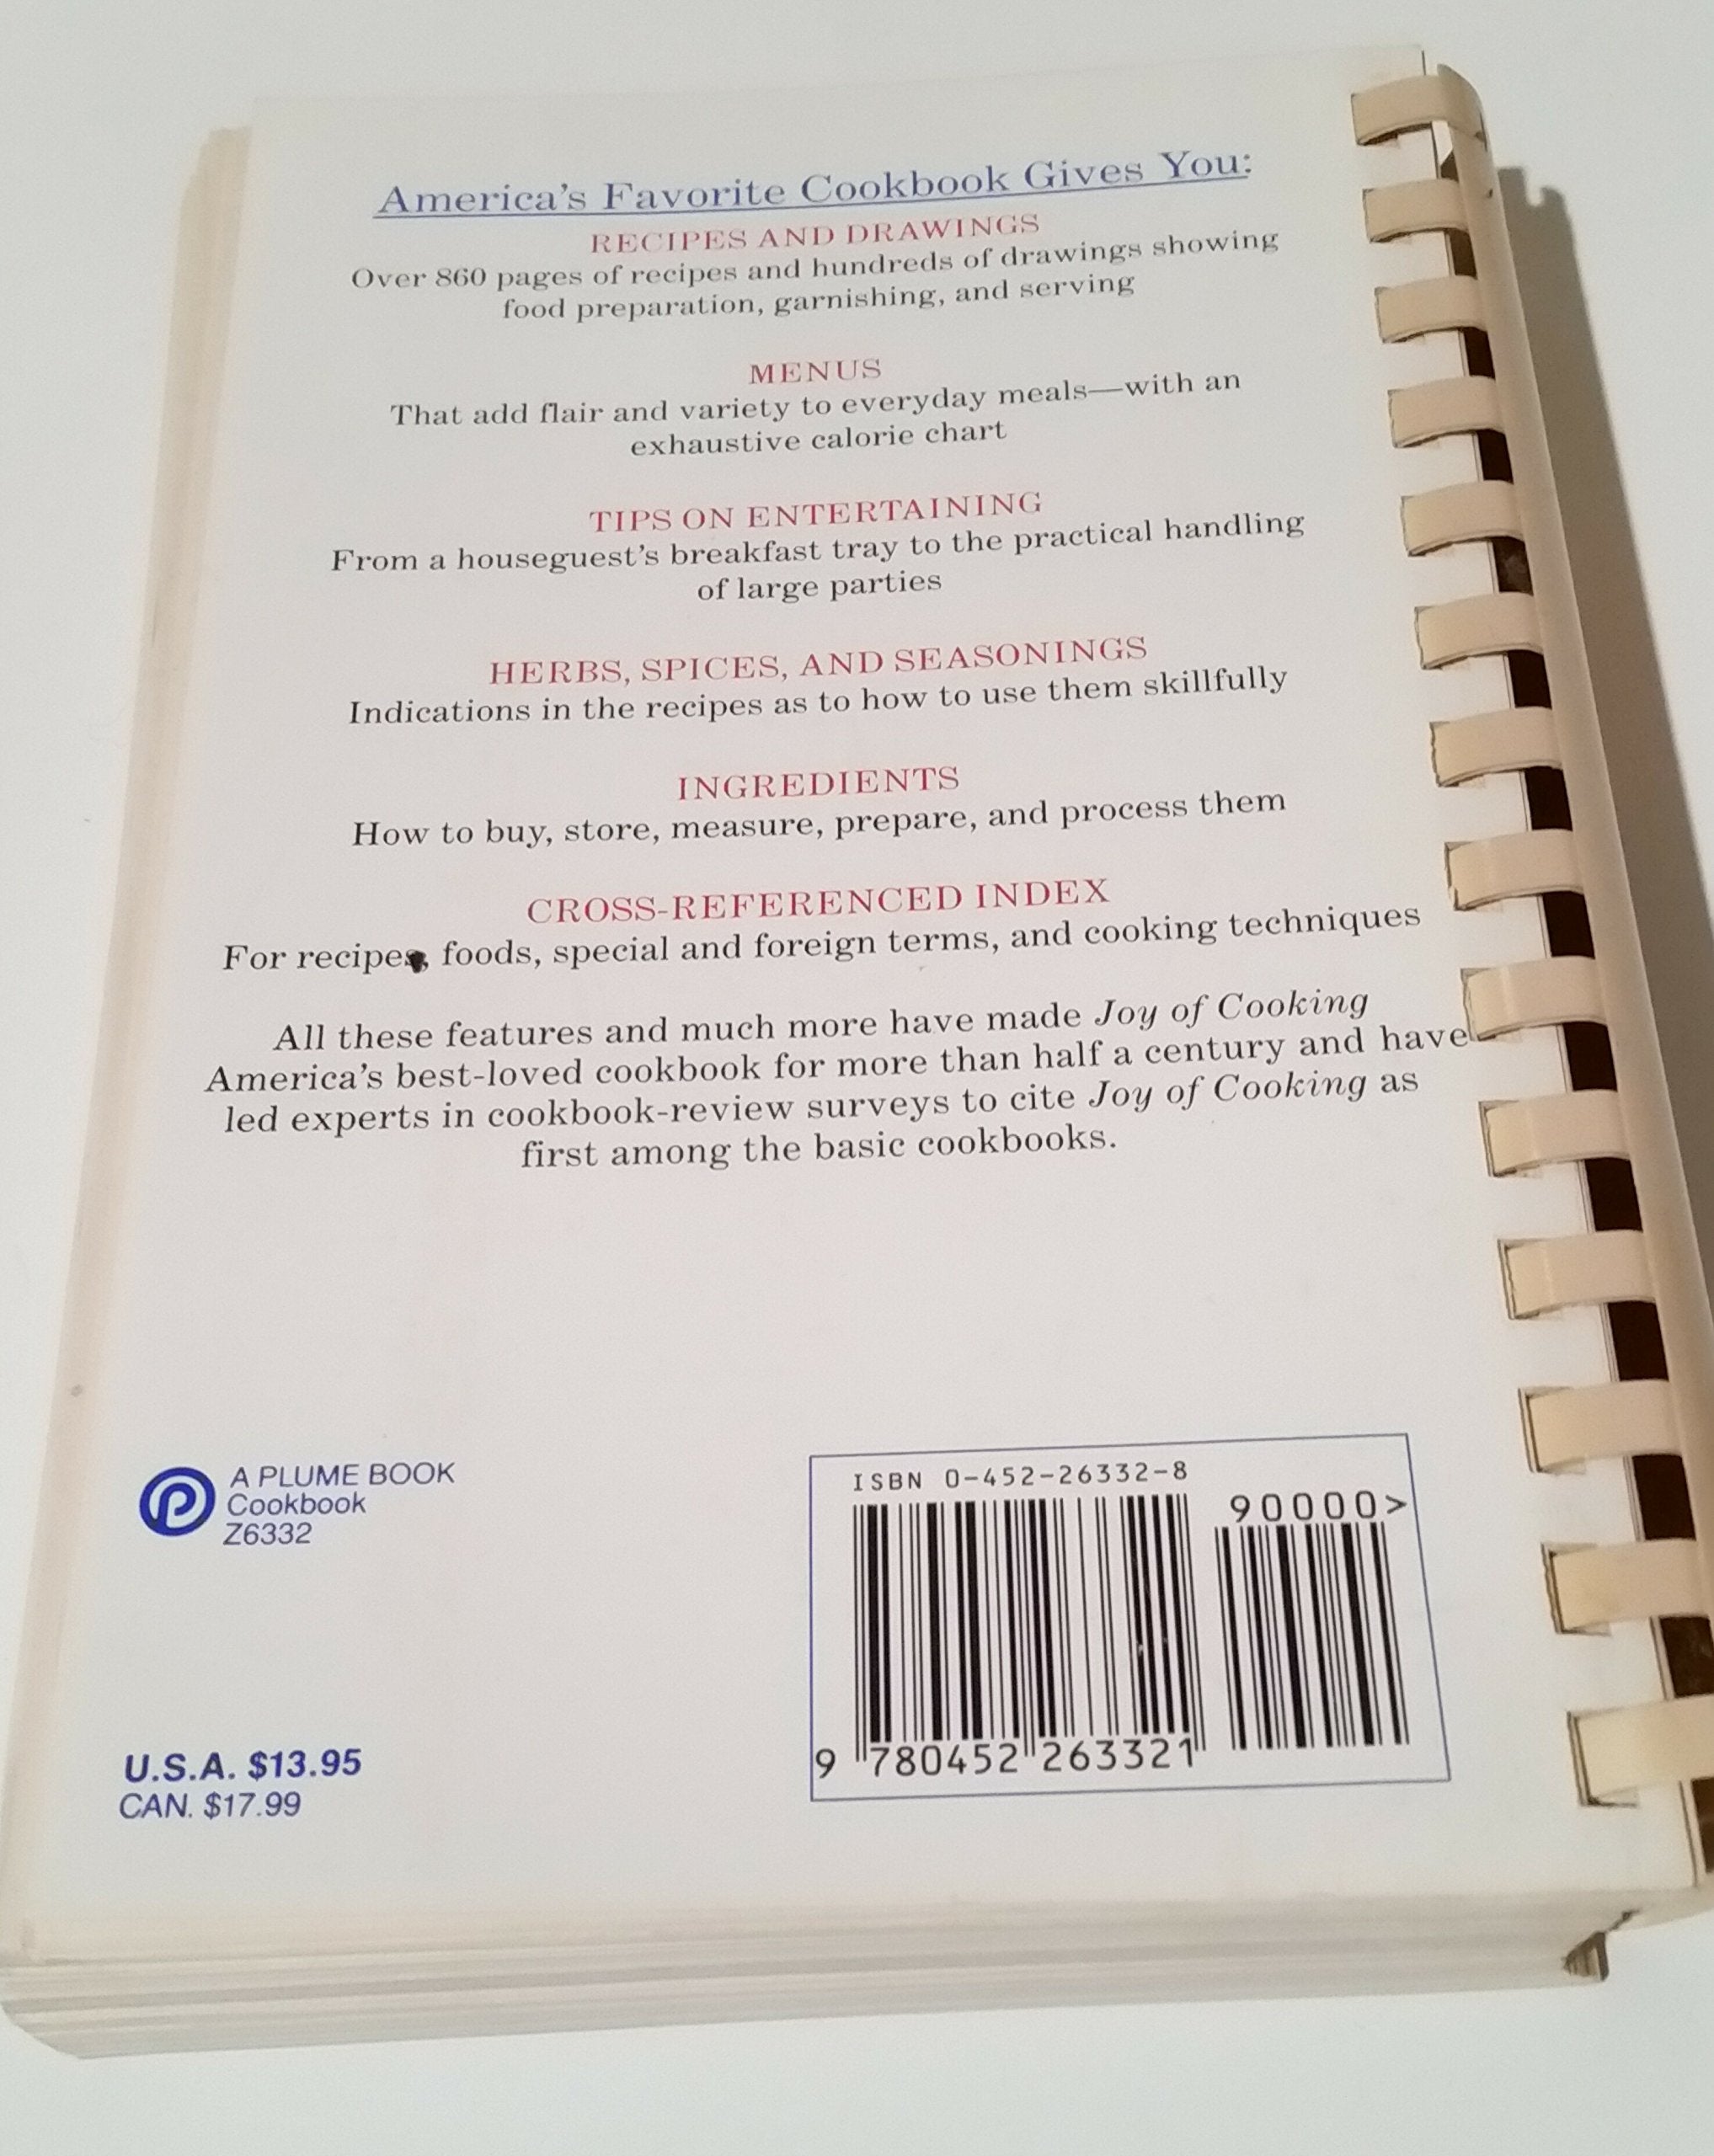 America's Favorite Cookbook Gives You:
RECIPES AND DRAWINGS
Over 860 pages of recipes and hundreds of drawings showing
food preparation, garnishing, and serving
MENUS
That add flair and variety to everyday meals—with an
exhaustive calorie chart
TIPS ON ENTERTAINING
From a houseguest's breakfast tray to the practical handling
of large parties
HERBS, SPICES, AND SEASONINGS
Indications in the recipes as to how to use them skillfully
INGREDIENTS
How to buy, store, measure, prepare, and process them
CROSS-REFERENCED INDEX
For recipes, foods, special and foreign terms, and cooking techniques
All these features and much more have made Joy of Cooking
America's best-loved cookbook for more than half a century and have
led experts in cookbook-review surveys to cite Joy of Cooking as
first among the basic cookbooks.
A PLUME BOOK
Cookbook
Z6332
U.S.A. $13.95
CAN. $17.99
ISBN 0-452-26332-8
90000>
9 780452 263321